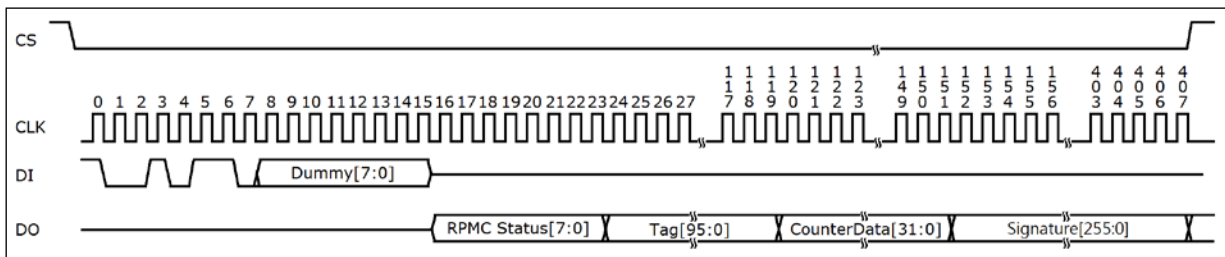 CS
1 1 1 1 1 1 1 1 1 1 1 1 1 1 1 4 4 4 4 4
1 1 1 2 2 2 2 4 5 5 5 5 5 5 5 0 0 0 0 0
0 1 2 3 4 5 6 7 8 9 10 11 12 13 14 15 16 17 18 19 20 21 22 23 24 25 26 27 7 8 9 0 1 2 3 9 0 1 2 3 4 5 6 3 4 5 6 7
CLK
DI Dummy[7:0]
DO RPMC Status[7:0] Tag[95:0] CounterData[31:0] Signature[255:0]